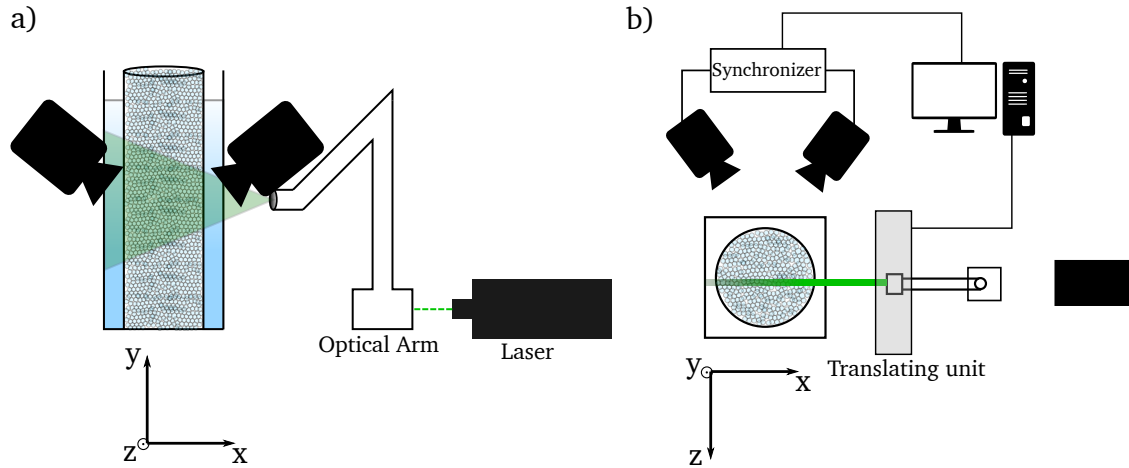 a)
Optical Arm
Laser
y
z
x
b)
Synchronizer
Translating unit
y
x
z